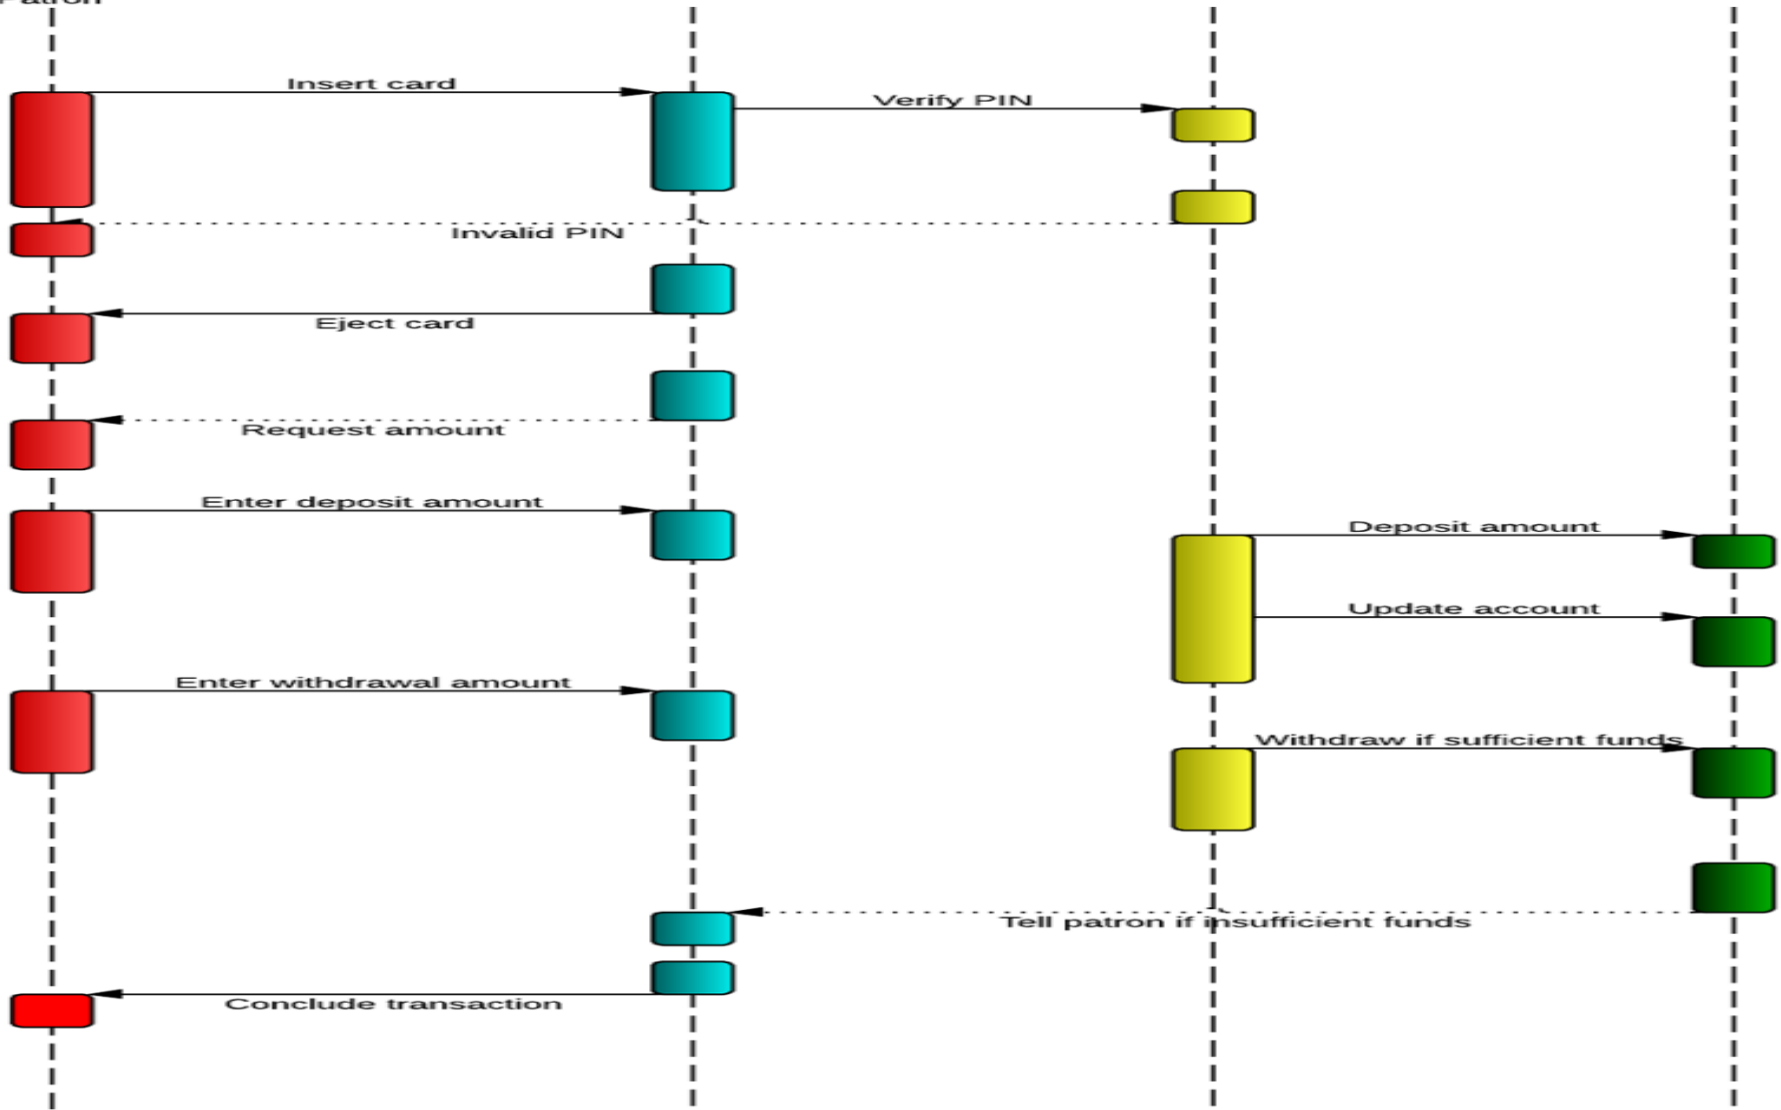 Patron
Insert card
Verify PIN
Invalid PIN
Eject card
Request amount
Enter deposit amount
Deposit amount
Update account
Enter withdrawal amount
Withdraw if sufficient funds
Tell patron if insufficient funds
Conclude transaction